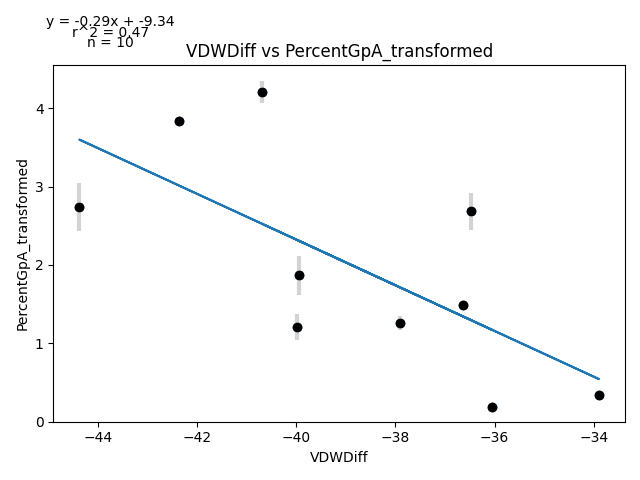 y = -0.29x + -9.34
r^2 = 0.47
n = 10
VDWDiff vs PercentGpA_transformed
PercentGpA_transformed
4
3
2
1
0
−44 −42 −40 −38 −36 −34
VDWDiff